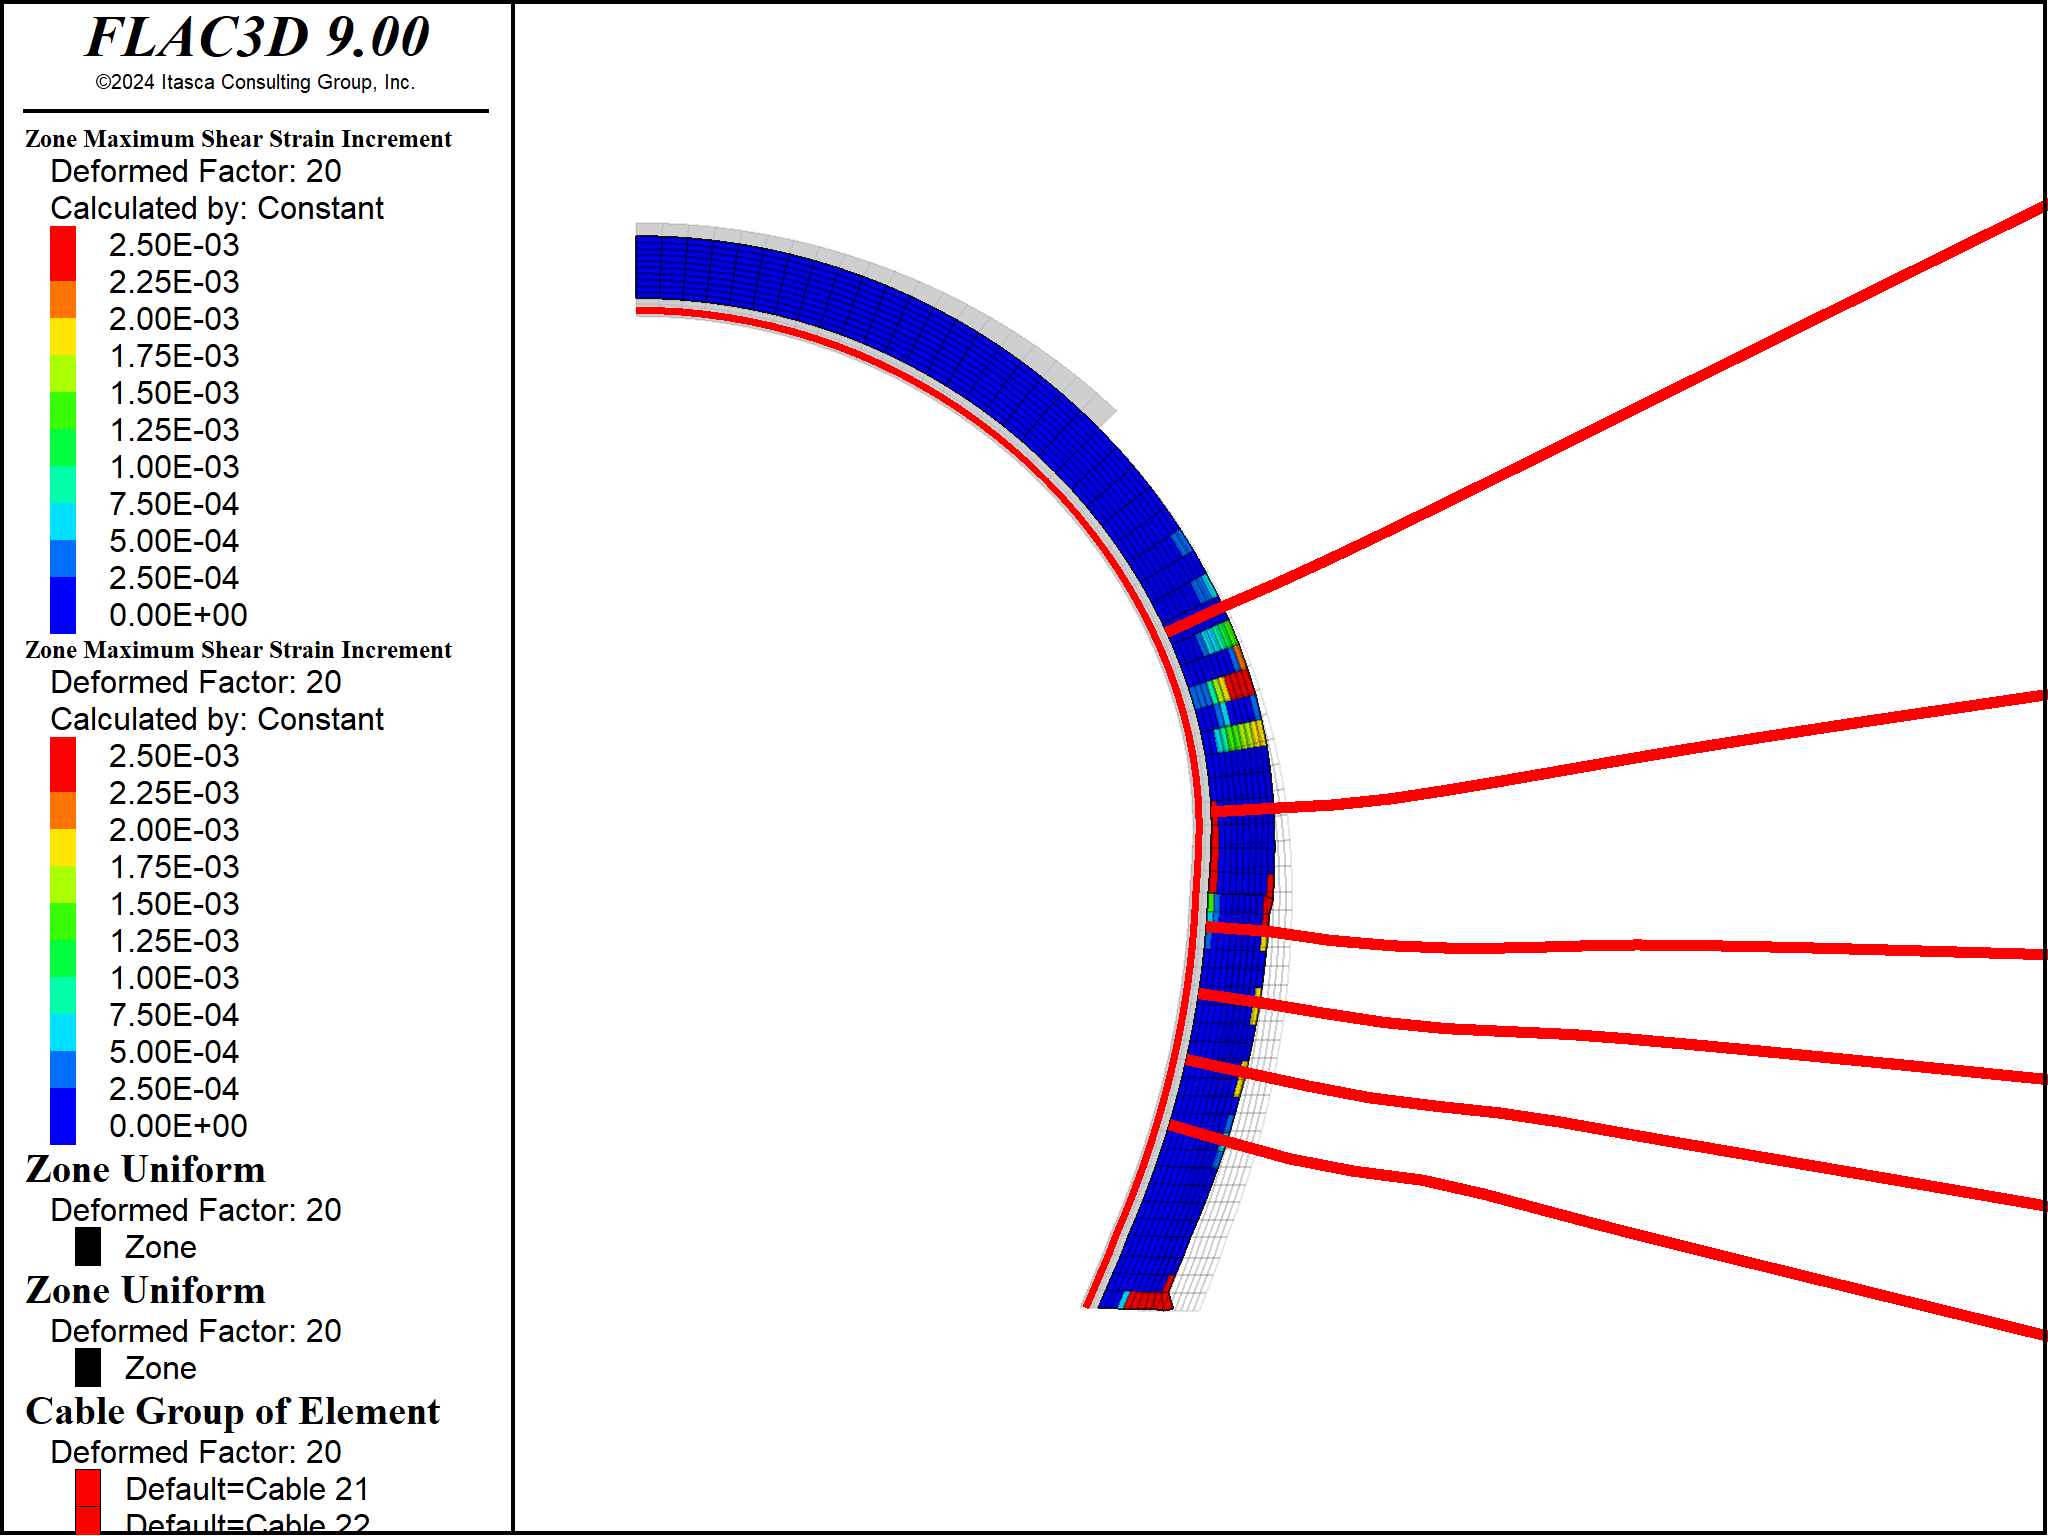 FLAC3D 9.00
©2024 Itasca Consulting Group, Inc.
Zone Maximum Shear Strain Increment
Deformed Factor: 20
Calculated by: Constant
2.50E-03
2.25E-03
2.00E-03
1.75E-03
1.50E-03
1.25E-03
1.00E-03
7.50E-04
5.00E-04
2.50E-04
0.00E+00
Zone Maximum Shear Strain Increment
Deformed Factor: 20
Calculated by: Constant
2.50E-03
2.25E-03
2.00E-03
1.75E-03
1.50E-03
1.25E-03
1.00E-03
7.50E-04
5.00E-04
2.50E-04
0.00E+00
Zone Uniform
Deformed Factor: 20
Zone
Zone Uniform
Deformed Factor: 20
Zone
Cable Group of Element
Deformed Factor: 20
Default=Cable 21
Default=Cable 22